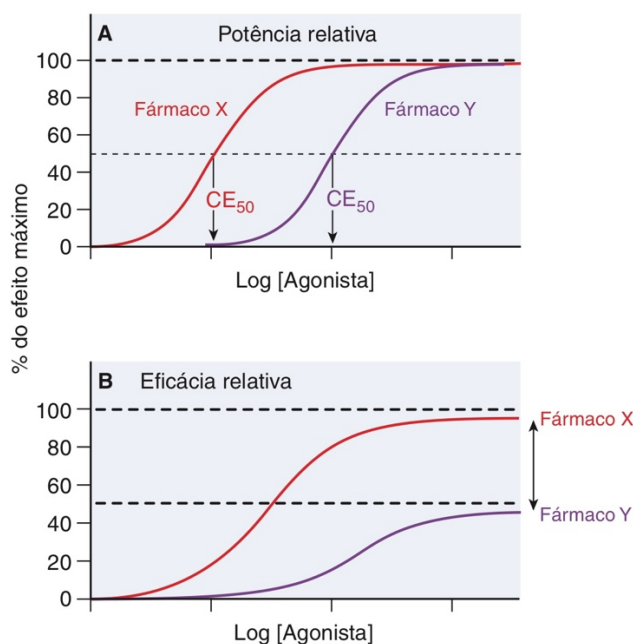 A Potência relativa
100
80
60
40
20
0
Fármaco X
Fármaco Y
CE50
CE50
Log [Agonista]
% do efeito máximo
B Eficácia relativa
100
80
60
40
20
0
Fármaco X
Fármaco Y
Log [Agonista]